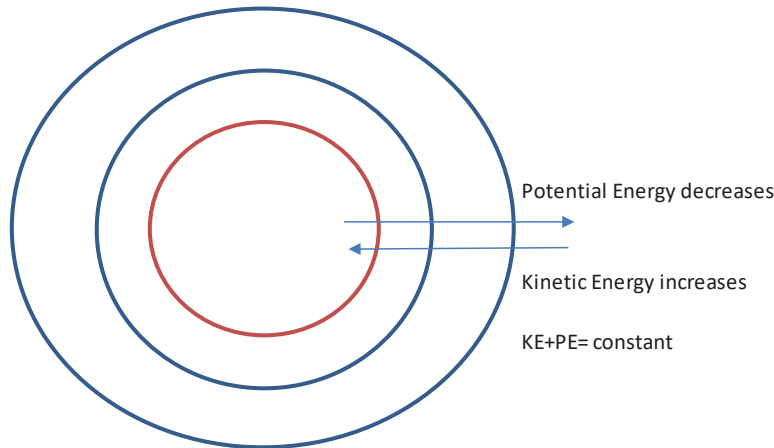 Potential Energy decreases
Kinetic Energy increases
KE+PE= constant